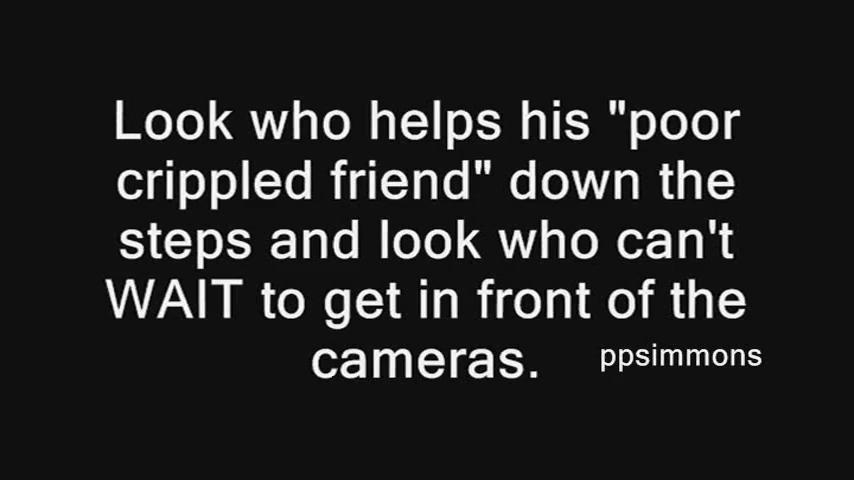 Look who helps his "poor
crippled friend" down the
steps and look who can't
WAIT to get in front of the
cameras.
ppsimmons